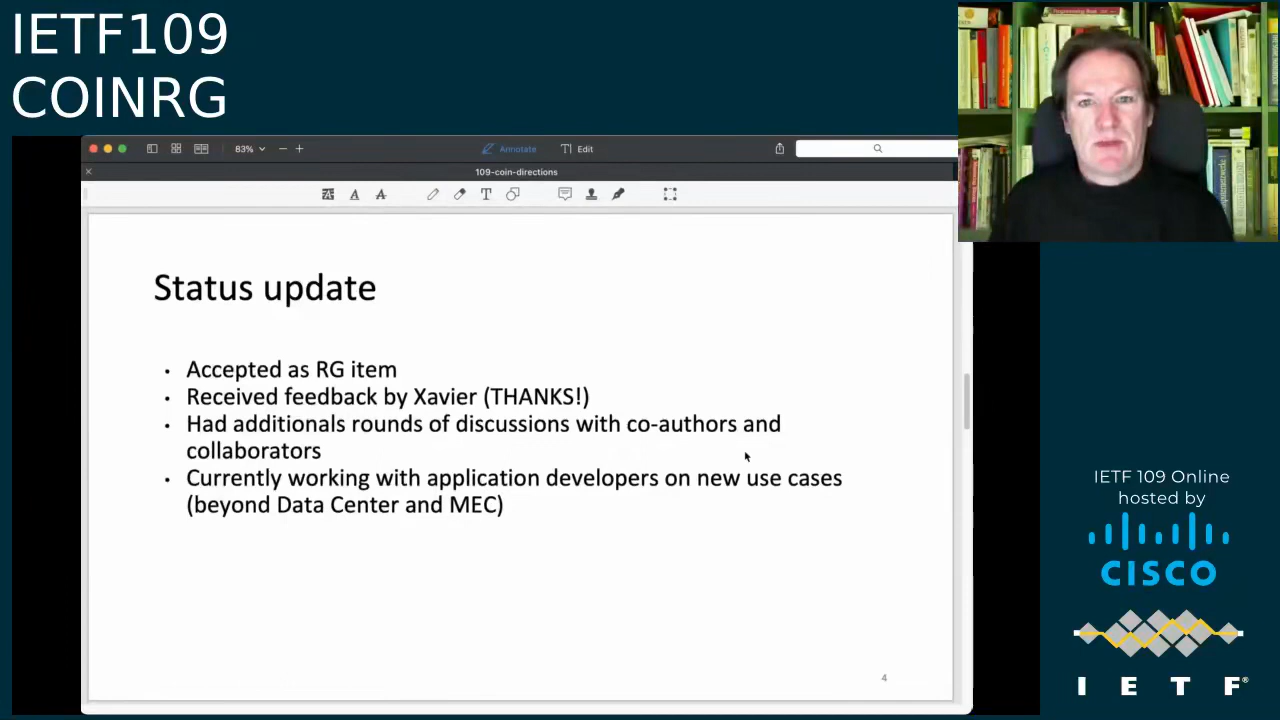 IETF109
COINRG
83%
Annotate
Edit
109-coin-directions
Status update
• Accepted as RG item
• Received feedback by Xavier (THANKS!)
• Had additionals rounds of discussions with co-authors and
collaborators
• Currently working with application developers on new use cases
(beyond Data Center and MEC)
4
IETF 109 Online
hosted by
CISCO
I E T F®